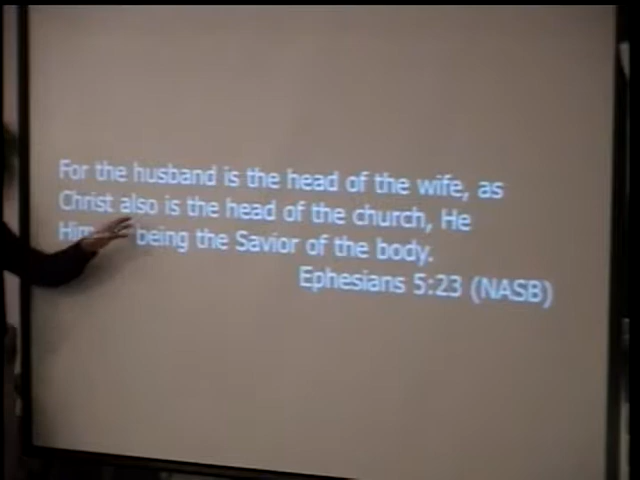 For the husband is the head of the wife, as
Christ also is the head of the church, He
being the Savior of the body.
Ephesians 5:23 (NASB)